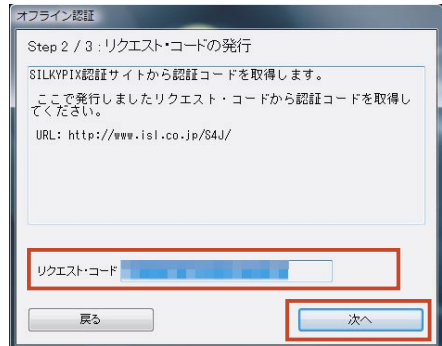 オフライン認証
Step 2 / 3 : リクエスト・コードの発行
SILKYPIX認証サイトから認証コードを取得します。
ここで発行しましたリクエスト・コードから認証コードを取得し
てください。
URL: http://www.isl.co.jp/S4J/
リクエスト・コード
戻る
次へ